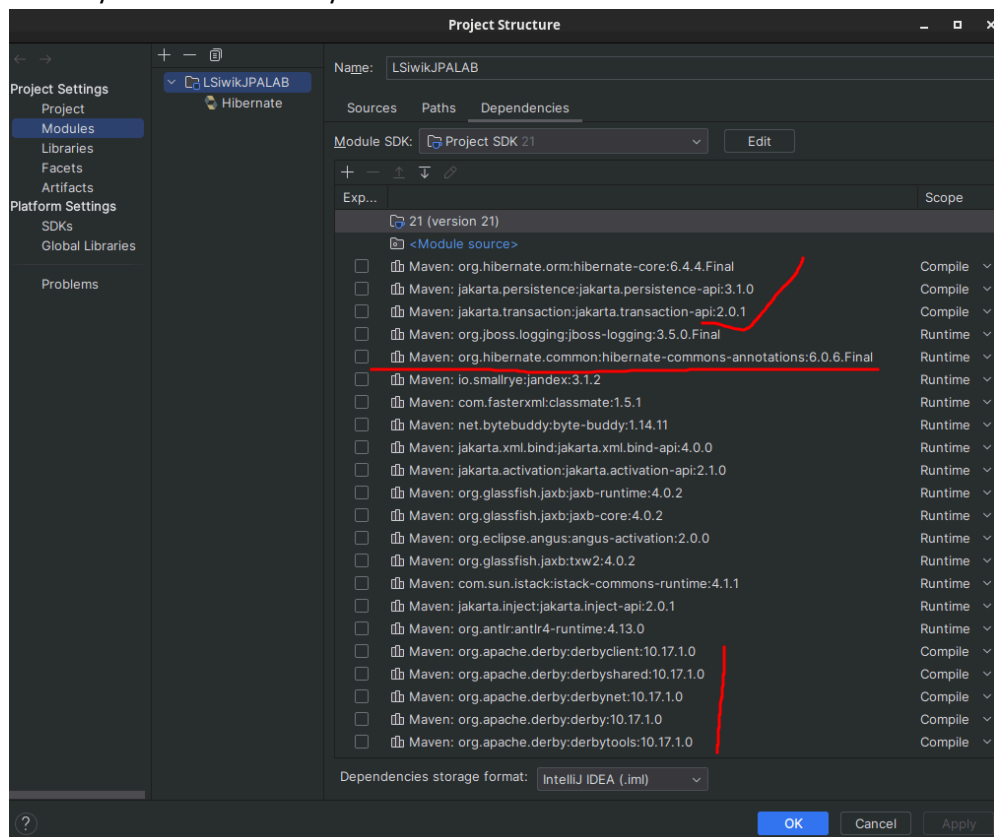 Project Structure
Project Settings
Project
Modules
Libraries
Facets
Artifacts
Platform Settings
SDKs
Global Libraries
Problems
LSiwikJPALAB
Hibernate
Name: LSiwikJPALAB
Sources Paths Dependencies
Module SDK: Project SDK 21 Edit
Exp... Scope
21 (version 21)
<Module source>
Maven: org.hibernate.orm:hibernate-core:6.4.4.Final Compile
Maven: jakarta.persistence:jakarta.persistence-api:3.1.0 Compile
Maven: jakarta.transaction:jakarta.transaction-api:2.0.1 Compile
Maven: org.jboss.logging:jboss-logging:3.5.0.Final Runtime
Maven: org.hibernate.common:hibernate-commons-annotations:6.0.6.Final Runtime
Maven: io.smallrye:jandex:3.1.2 Runtime
Maven: com.fasterxml:classmate:1.5.1 Runtime
Maven: net.bytebuddy:byte-buddy:1.14.11 Runtime
Maven: jakarta.xml.bind:jakarta.xml.bind-api:4.0.0 Runtime
Maven: jakarta.activation:jakarta.activation-api:2.1.0 Runtime
Maven: org.glassfish.jaxb:jaxb-runtime:4.0.2 Runtime
Maven: org.glassfish.jaxb:jaxb-core:4.0.2 Runtime
Maven: org.eclipse.angus:angus-activation:2.0.0 Runtime
Maven: org.glassfish.jaxb:txw2:4.0.2 Runtime
Maven: com.sun.istack:istack-commons-runtime:4.1.1 Runtime
Maven: jakarta.inject:jakarta.inject-api:2.0.1 Runtime
Maven: org.antlr:antlr4-runtime:4.13.0 Runtime
Maven: org.apache.derby:derbyclient:10.17.1.0 Compile
Maven: org.apache.derby:derbyshared:10.17.1.0 Compile
Maven: org.apache.derby:derbynet:10.17.1.0 Compile
Maven: org.apache.derby:derby:10.17.1.0 Compile
Maven: org.apache.derby:derbytools:10.17.1.0 Compile
Dependencies storage format: IntelliJ IDEA (.iml)
? OK Cancel Apply